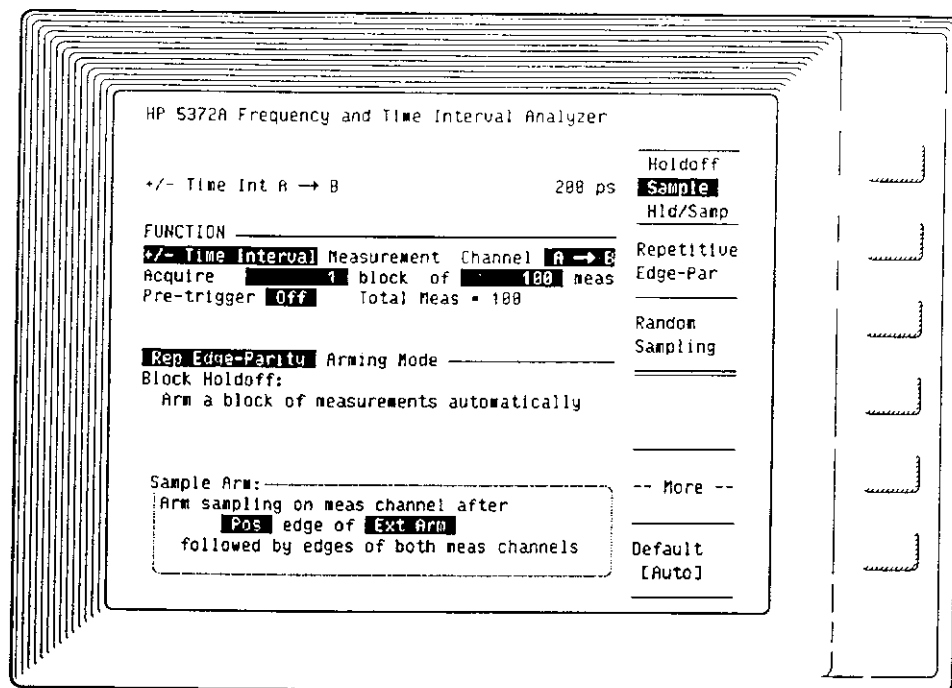 HP 5372A Frequency and Time Interval Analyzer
+/- Time Int A → B 200 ps
FUNCTION
+/- Time Interval Measurement Channel A → B
Acquire 1 block of 100 meas
Pre-trigger Off Total Meas = 100
Rep Edge-Parity Arming Mode
Block Holdoff:
Arm a block of measurements automatically
Sample Arm:
Arm sampling on meas channel after
Pos edge of Ext Arm
followed by edges of both meas channels
Holdoff
Sample
Hld/Samp
Repetitive
Edge-Par
Random
Sampling
-- More --
Default
[Auto]